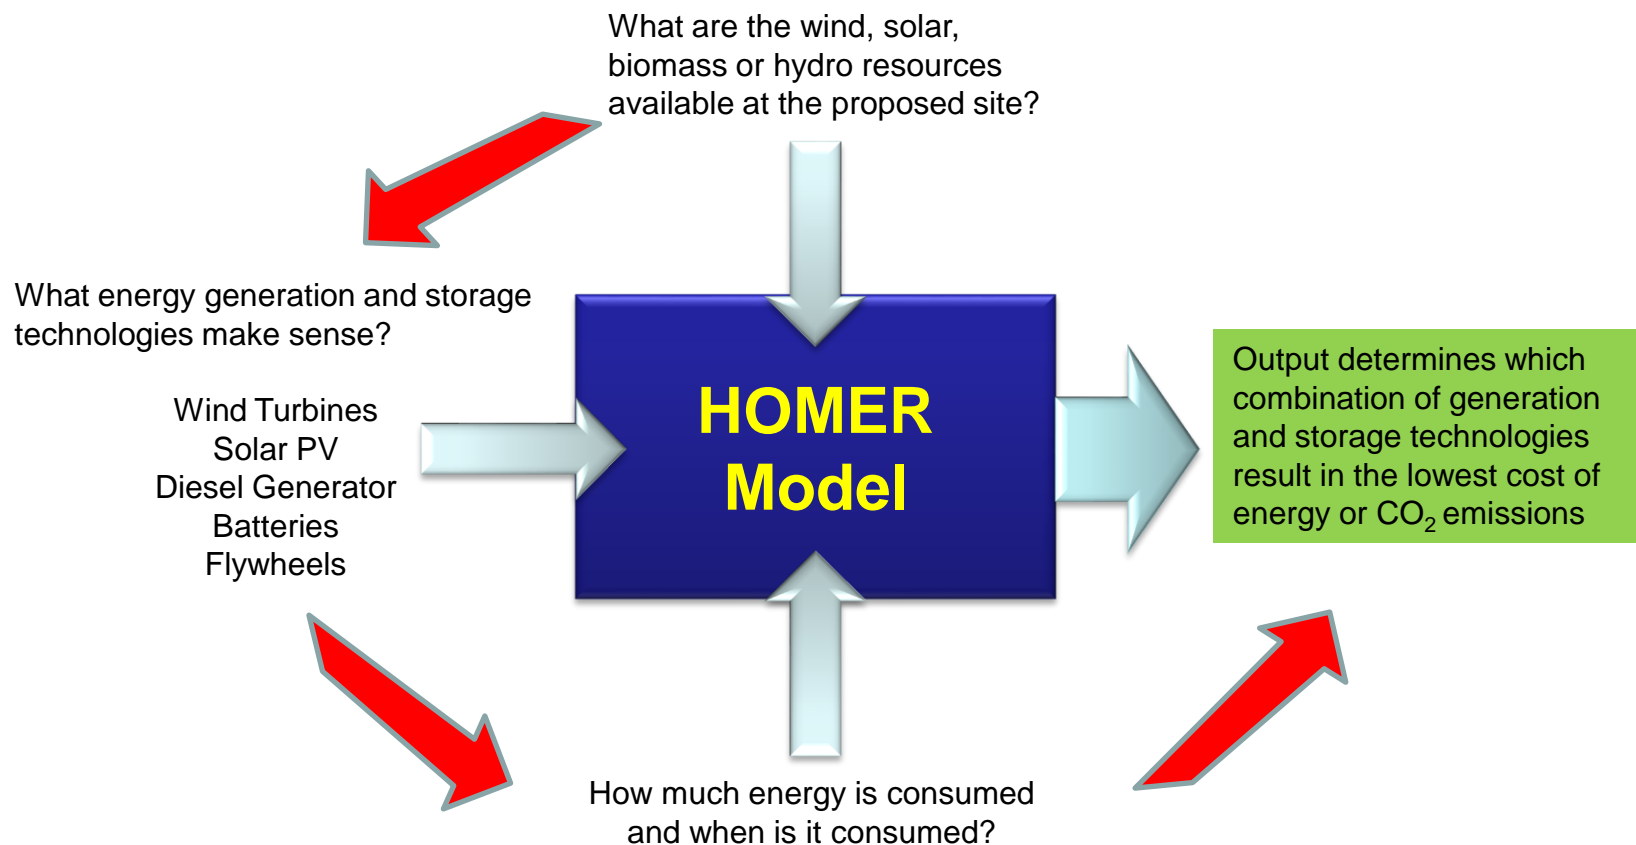 What are the wind, solar,
biomass or hydro resources
available at the proposed site?
What energy generation and storage
technologies make sense?
Wind Turbines
Solar PV
Diesel Generator
Batteries
Flywheels
HOMER
Model
Output determines which
combination of generation
and storage technologies
result in the lowest cost of
energy or CO₂ emissions
How much energy is consumed
and when is it consumed?